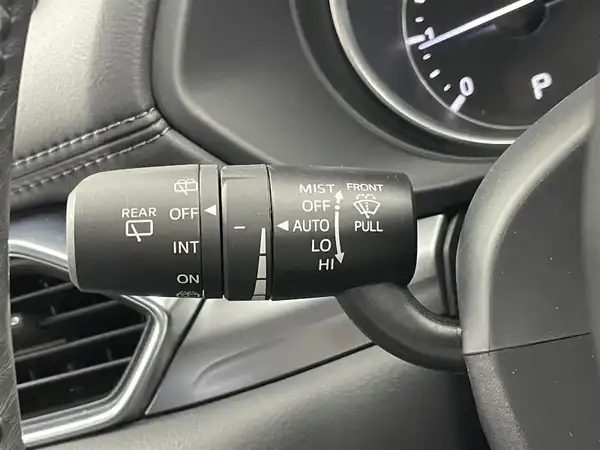 1
0
P
REAR
OFF
INT
ON
MIST
OFF
AUTO
LO
HI
FRONT
PULL